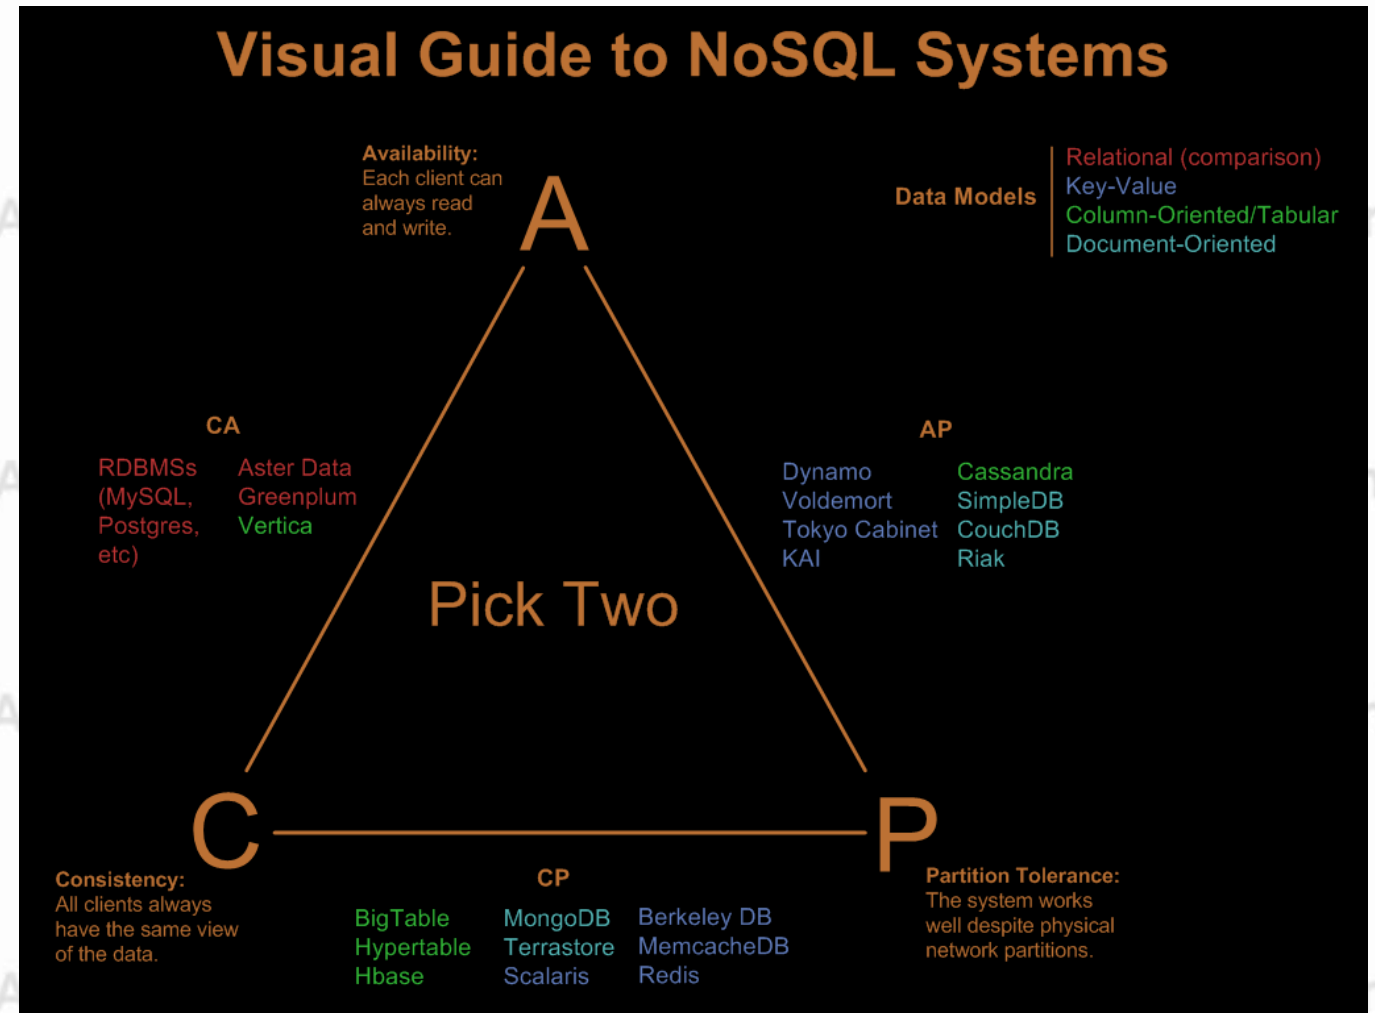 Visual Guide to NoSQL Systems
Availability:
Each client can
always read
and write.
A
Data Models
Relational (comparison)
Key-Value
Column-Oriented/Tabular
Document-Oriented
CA
RDBMSs
(MySQL,
Postgres,
etc)
Aster Data
Greenplum
Vertica
AP
Dynamo
Voldemort
Tokyo Cabinet
KAI
Cassandra
SimpleDB
CouchDB
Riak
Pick Two
C
P
Consistency:
All clients always
have the same view
of the data.
CP
BigTable
Hypertable
Hbase
MongoDB
Terrastore
Scalaris
Berkeley DB
MemcacheDB
Redis
Partition Tolerance:
The system works
well despite physical
network partitions.